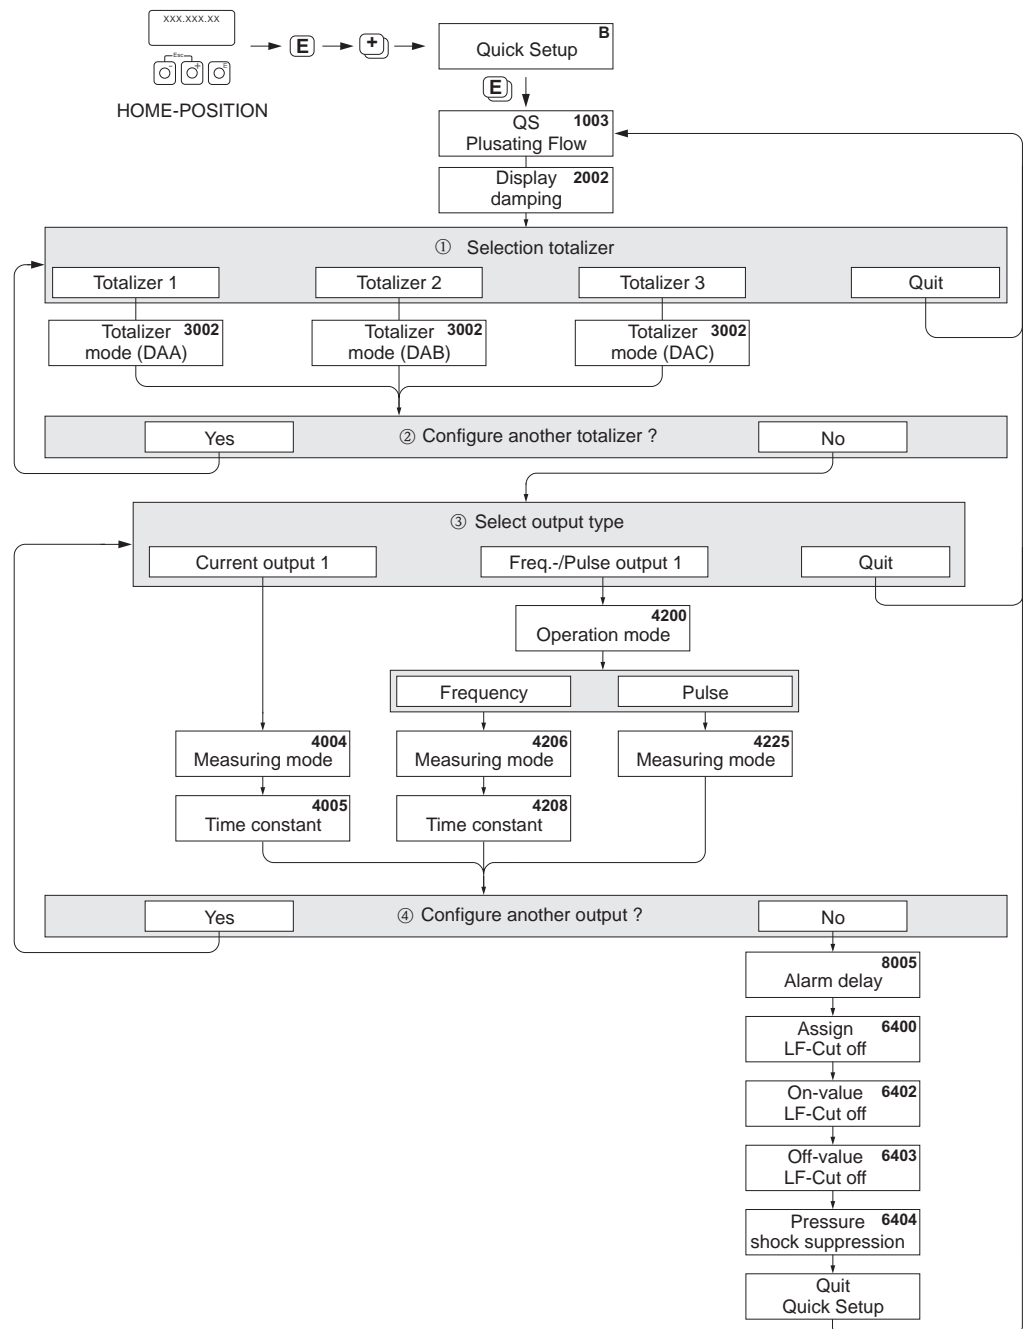 XXX.XXX.XX
Esc
-
+
E
HOME-POSITION
E
+
B
Quick Setup
E
QS 1003
Plusating Flow
Display 2002
damping
① Selection totalizer
Totalizer 1
Totalizer 2
Totalizer 3
Quit
Totalizer 3002
mode (DAA)
Totalizer 3002
mode (DAB)
Totalizer 3002
mode (DAC)
Yes
② Configure another totalizer ?
No
③ Select output type
Current output 1
Freq.-/Pulse output 1
Quit
4200
Operation mode
Frequency
Pulse
4004
Measuring mode
4206
Measuring mode
4225
Measuring mode
4005
Time constant
4208
Time constant
Yes
④ Configure another output ?
No
8005
Alarm delay
Assign 6400
LF-Cut off
On-value 6402
LF-Cut off
Off-value 6403
LF-Cut off
Pressure 6404
shock suppression
Quit
Quick Setup